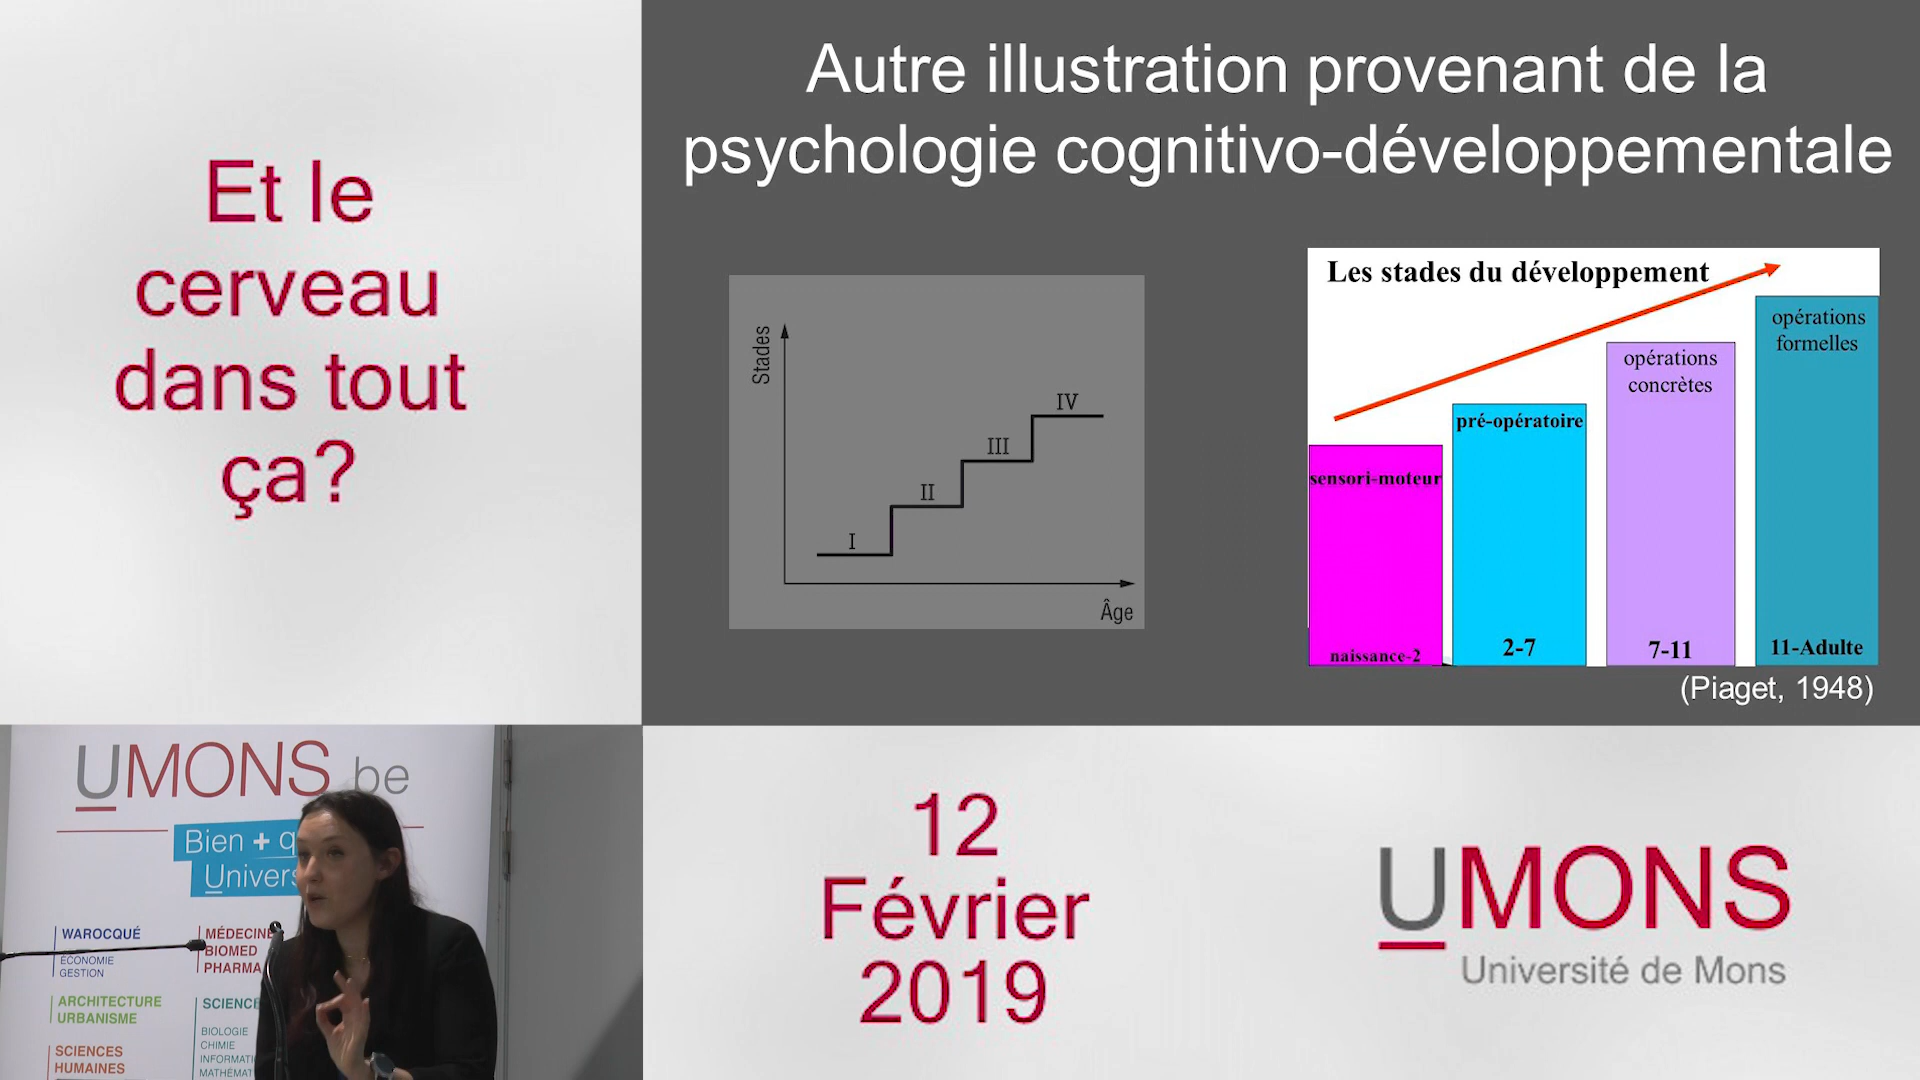 Et le
cerveau
dans tout
ça?
Autre illustration provenant de la
psychologie cognitivo-développementale
Stades
I
II
III
IV
Âge
Les stades du développement
sensori-moteur
naissance-2
pré-opératoire
2-7
opérations
concrètes
7-11
opérations
formelles
11-Adulte
(Piaget, 1948)
UMONS be
Bien + q
Univers
WAROCQUÉ
ÉCONOMIE
GESTION
ARCHITECTURE
URBANISME
SCIENCES
HUMAINES
MÉDECINE
BIOMED
PHARMA
SCIENCE
BIOLOGIE
CHIMIE
INFORMATI
MATHÉMAT
12
Février
2019
UMONS
Université de Mons